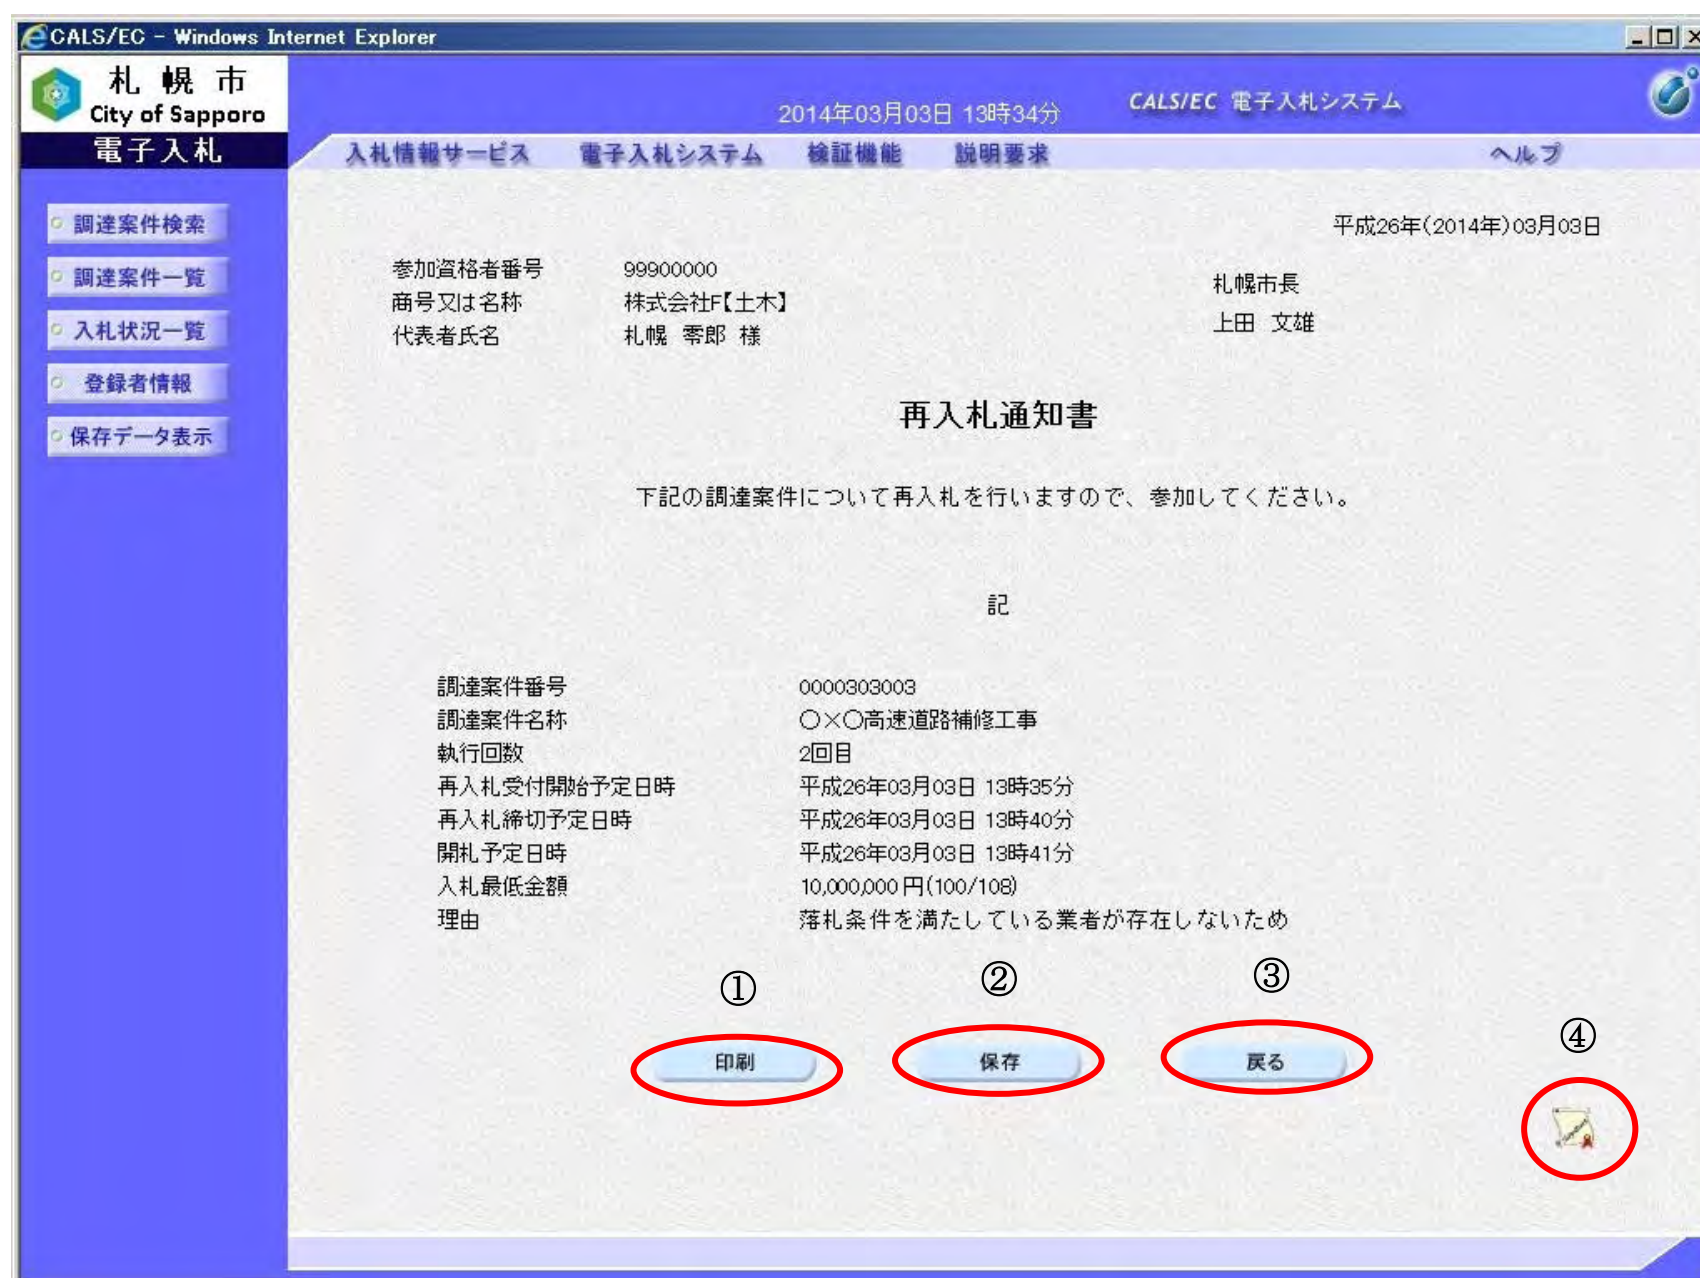 CALS/EC - Windows Internet Explorer
札幌市
City of Sapporo
2014年03月03日 13時34分
CALS/EC 電子入札システム
電子入札
入札情報サービス 電子入札システム 検証機能 説明要求 ヘルプ
調達案件検索
調達案件一覧
入札状況一覧
登録者情報
保存データ表示
平成26年(2014年)03月03日
参加資格者番号 99900000
商号又は名称 株式会社F【土木】
代表者氏名 札幌 零郎 様
札幌市長
上田 文雄
再入札通知書
下記の調達案件について再入札を行いますので、参加してください。
記
調達案件番号 0000303003
調達案件名称 ○×○高速道路補修工事
執行回数 2回目
再入札受付開始予定日時 平成26年03月03日 13時35分
再入札締切予定日時 平成26年03月03日 13時40分
開札予定日時 平成26年03月03日 13時41分
入札最低金額 10,000,000円(100/108)
理由 落札条件を満たしている業者が存在しないため
① ② ③
④
印刷 保存 戻る